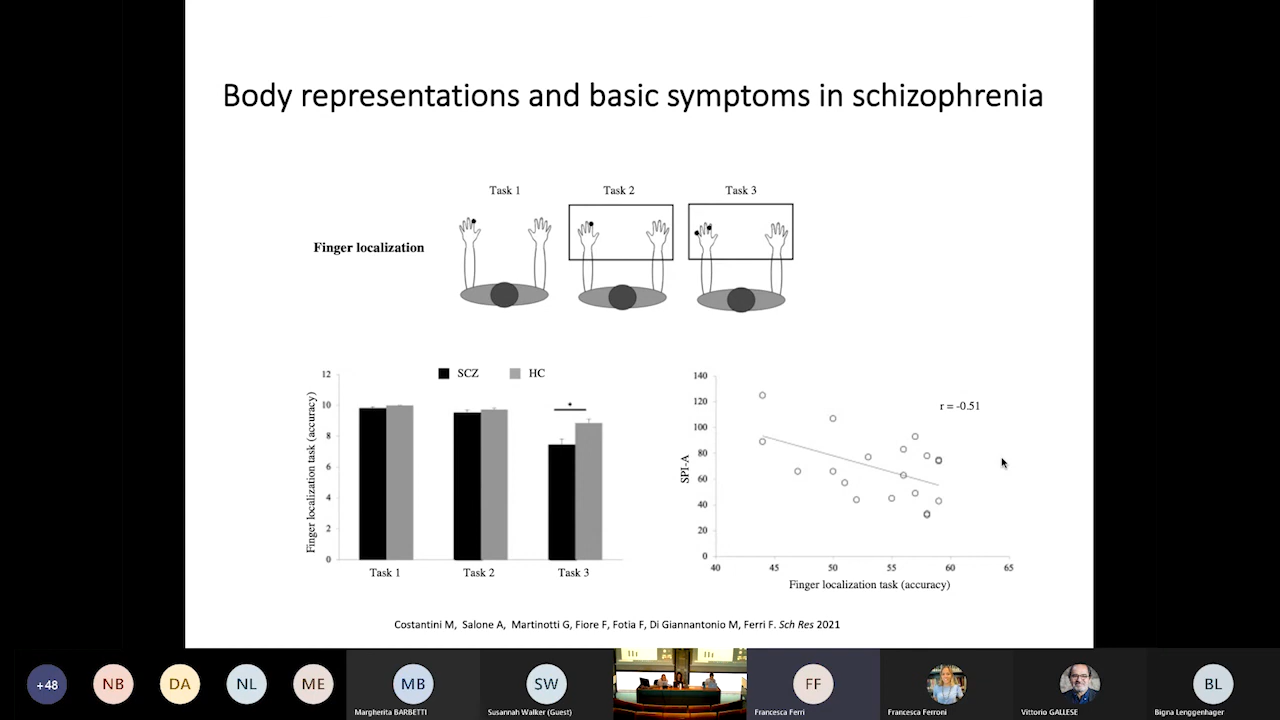 Body representations and basic symptoms in schizophrenia
Task 1
Task 2
Task 3
Finger localization
SCZ
HC
Finger localization task (accuracy)
12
10
8
6
4
2
0
*
Task 1
Task 2
Task 3
SPI-A
140
120
100
80
60
40
20
0
r = -0.51
40
45
50
55
60
65
Finger localization task (accuracy)
Costantini M, Salone A, Martinotti G, Fiore F, Fotia F, Di Giannantonio M, Ferri F. Sch Res 2021
+48
NB
DA
NL
ME
MB
Margherita BARBETTI
SW
Susannah Walker (Guest)
FF
Francesca Ferri
Francesca Ferroni
Vittorio GALLESE
BL
Bigna Lenggenhager